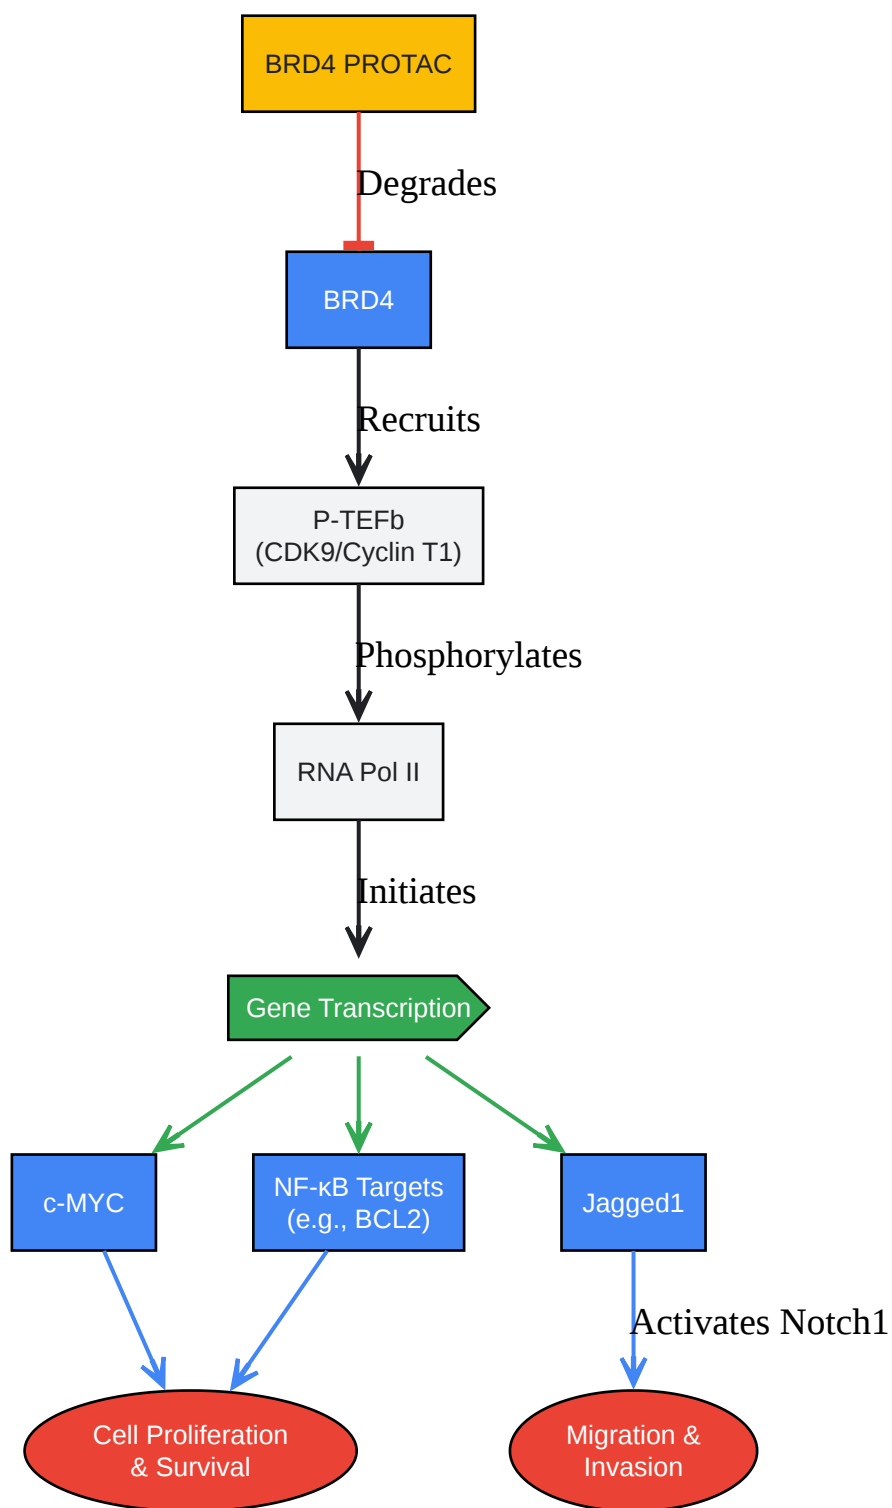 BRD4 PROTAC
Degrades
BRD4
Recruits
P-TEFb
(CDK9/Cyclin T1)
Phosphorylates
RNA Pol II
Initiates
Gene Transcription
c-MYC
NF-κB Targets
(e.g., BCL2)
Jagged1
Activates Notch1
Cell Proliferation
& Survival
Migration &
Invasion